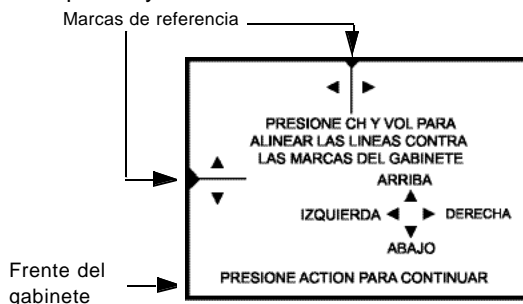 Marcas de referencia
PRESIONE CH Y VOL PARA
ALINEAR LAS LINEAS CONTRA
LAS MARCAS DEL GABINETE
ARRIBA
IZQUIERDA DERECHA
ABAJO
Frente del
gabinete
PRESIONE ACTION PARA CONTINUAR